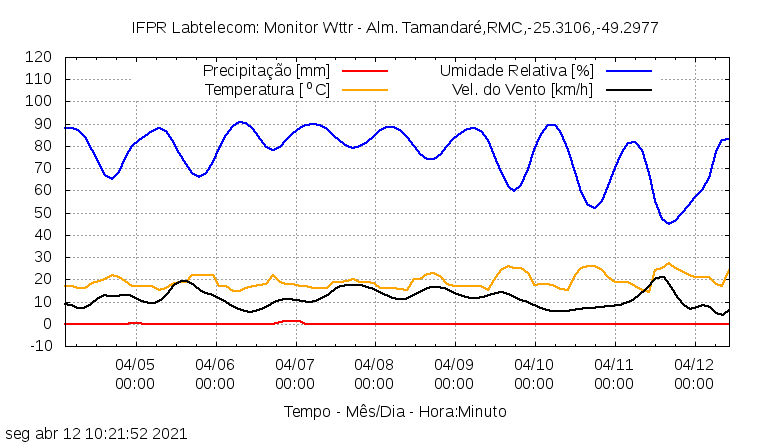 IFPR Labtelecom: Monitor Wttr - Alm. Tamandaré,RMC,-25.3106,-49.2977
120
110
100
90
80
70
60
50
40
30
20
10
0
-10
Precipitação [mm]
Temperatura [⁰C]
Umidade Relativa [%]
Vel. do Vento [km/h]
04/05 04/06 04/07 04/08 04/09 04/10 04/11 04/12
00:00 00:00 00:00 00:00 00:00 00:00 00:00 00:00
Tempo - Mês/Dia - Hora:Minuto
seg abr 12 10:21:52 2021